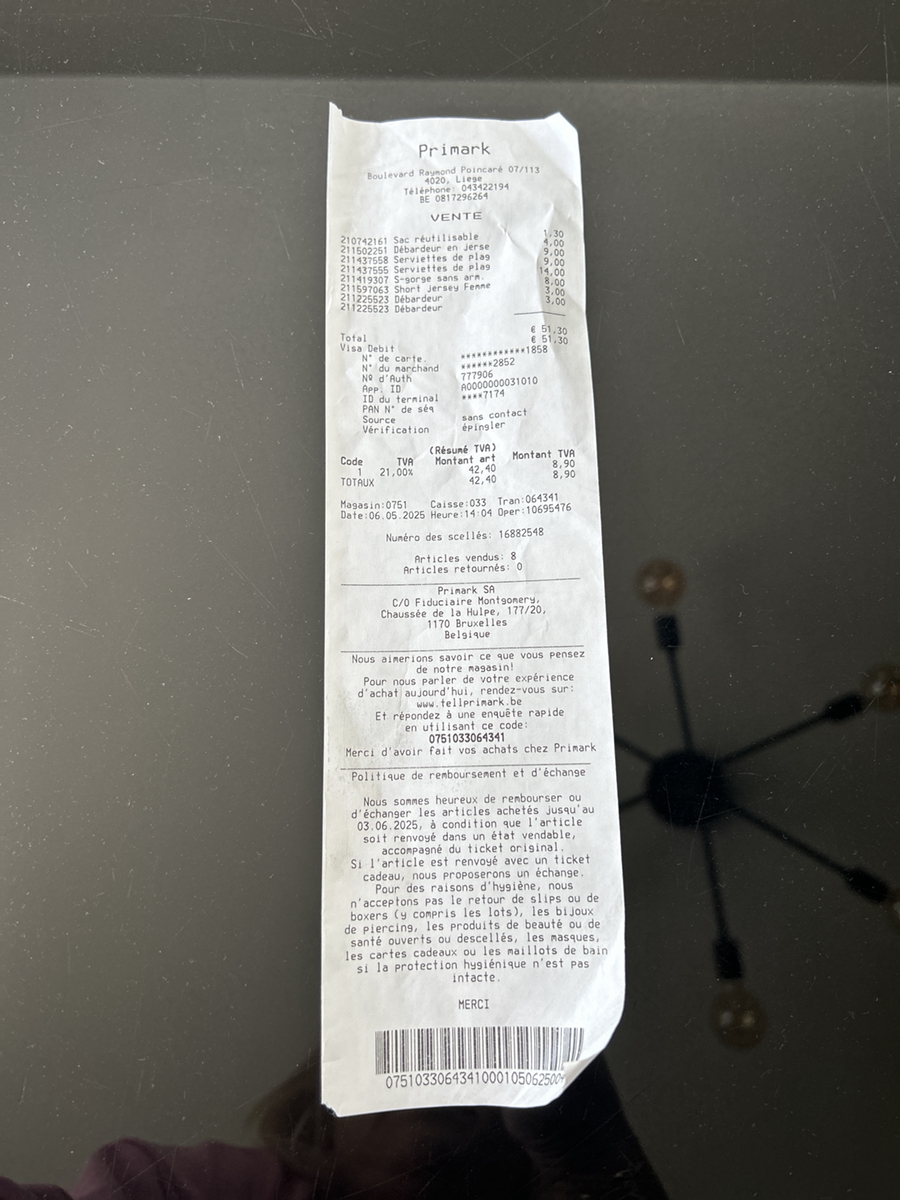 Primark
Boulevard Raymond Poincaré 07/113
4020, Liege
Téléphone: 043422194
BE 0817296264
VENTE
210742161 Sac réutilisable 1,30
211502251 Débardeur en Jerse 4,00
211437558 Serviettes de plag 9,00
211437555 Serviettes de plag 9,00
211419307 S-gorge sans arm. 14,00
211597063 Short Jersey Femme 8,00
211225523 Débardeur 3,00
211225523 Débardeur 3,00
Total € 51,30
Visa Debit € 51,30
N° de carte. ************1858
N° du marchand ******2852
Nº d'Auth 777906
App. ID A0000000031010
ID du terminal ****7174
PAN N° de séq
Source sans contact
Vérification épingler
(Résumé TVA)
Code TVA Montant art Montant TVA
1 21,00% 42,40 8,90
TOTAUX 42,40 8,90
Magasin:0751 Caisse:033 Tran:064341
Date:06.05.2025 Heure:14:04 Oper:10695476
Numéro des scellés: 16882548
Articles vendus: 8
Articles retournés: 0
Primark SA
C/O Fiduciaire Montgomery,
Chaussée de la Hulpe, 177/20,
1170 Bruxelles
Belgique
Nous aimerions savoir ce que vous pensez
de notre magasin!
Pour nous parler de votre expérience
d'achat aujourd'hui, rendez-vous sur:
www.tellprimark.be
Et répondez à une enquête rapide
en utilisant ce code:
0751033064341
Merci d'avoir fait vos achats chez Primark
Politique de remboursement et d'échange
Nous sommes heureux de rembourser ou
d'échanger les articles achetés jusqu'au
03.06.2025, à condition que l'article
soit renvoyé dans un état vendable,
accompagné du ticket original.
Si l'article est renvoyé avec un ticket
cadeau, nous proposerons un échange.
Pour des raisons d'hygiène, nous
n'acceptons pas le retour de slips ou de
boxers (y compris les lots), les bijoux
de piercing, les produits de beauté ou de
santé ouverts ou descellés, les masques,
les cartes cadeaux ou les maillots de bain
si la protection hygiénique n'est pas
intacte.
MERCI